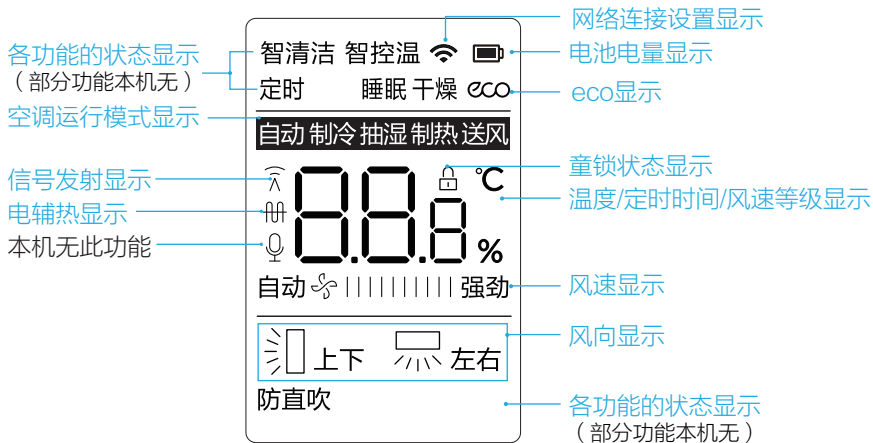 网络连接设置显示
各功能的状态显示
（部分功能本机无）
智清洁 智控温
电池电量显示
定时 睡眠 干燥 eco
eco显示
空调运行模式显示
自动 制冷 抽湿 制热 送风
信号发射显示
童锁状态显示
℃
温度/定时时间/风速等级显示
电辅热显示
88.8
本机无此功能
%
自动 强劲
风速显示
上下 左右
风向显示
防直吹
各功能的状态显示
（部分功能本机无）